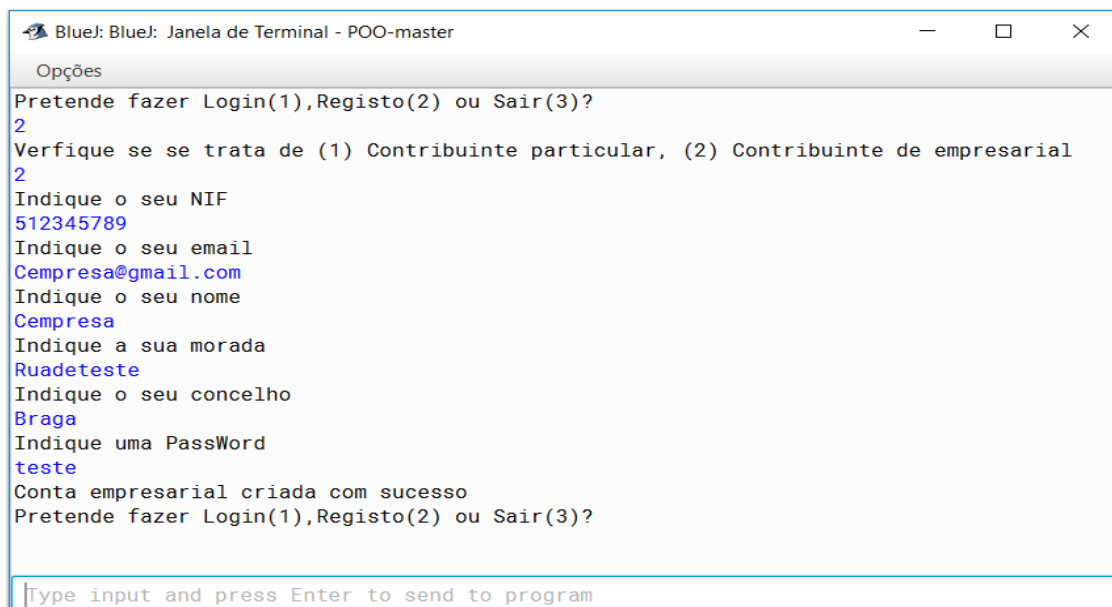 BlueJ: BlueJ: Janela de Terminal - POO-master
Opções
Pretende fazer Login(1),Registo(2) ou Sair(3)?
2
Verfique se se trata de (1) Contribuinte particular, (2) Contribuinte de empresarial
2
Indique o seu NIF
512345789
Indique o seu email
Cempresa@gmail.com
Indique o seu nome
Cempresa
Indique a sua morada
Ruadeteste
Indique o seu concelho
Braga
Indique uma PassWord
teste
Conta empresarial criada com sucesso
Pretende fazer Login(1),Registo(2) ou Sair(3)?
Type input and press Enter to send to program